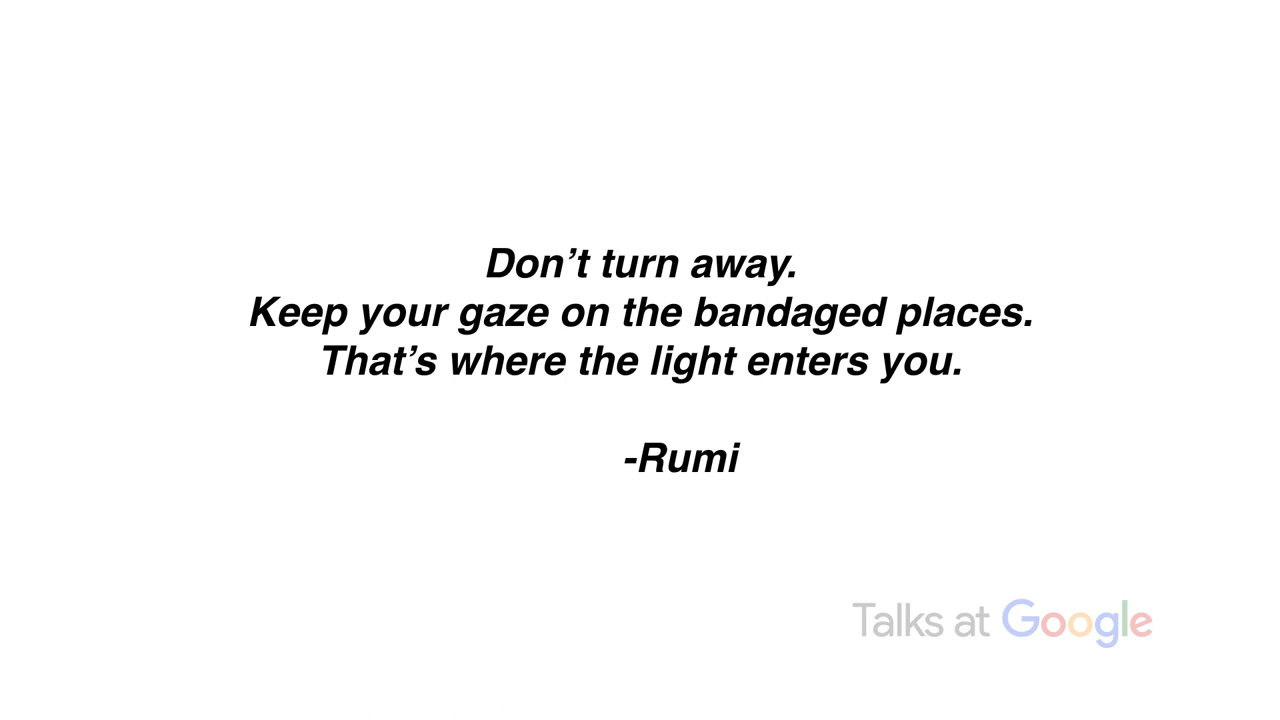 Don’t turn away.
Keep your gaze on the bandaged places.
That’s where the light enters you.
-Rumi
Talks at Google